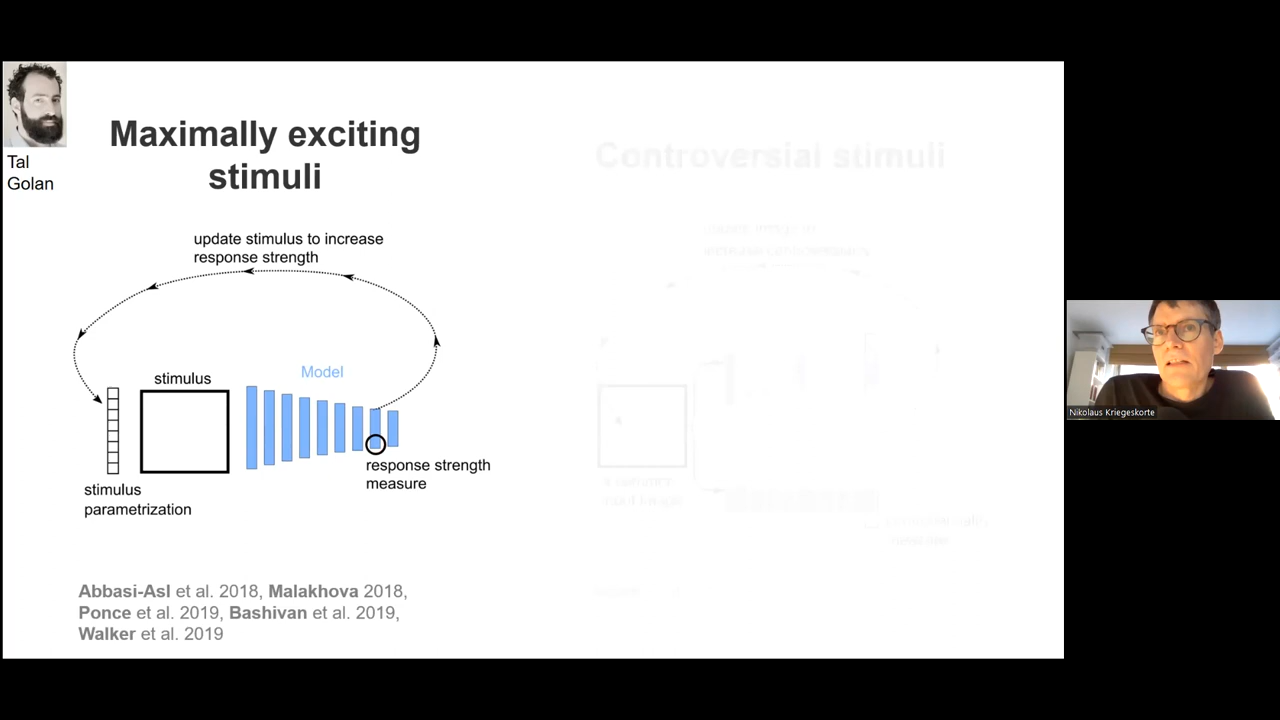 Tal
Golan
Maximally exciting
stimuli
update stimulus to increase
response strength
stimulus
Model
response strength
measure
stimulus
parametrization
Abbasi-Asl et al. 2018, Malakhova 2018,
Ponce et al. 2019, Bashivan et al. 2019,
Walker et al. 2019
Controversial stimuli
Nikolaus Kriegeskorte